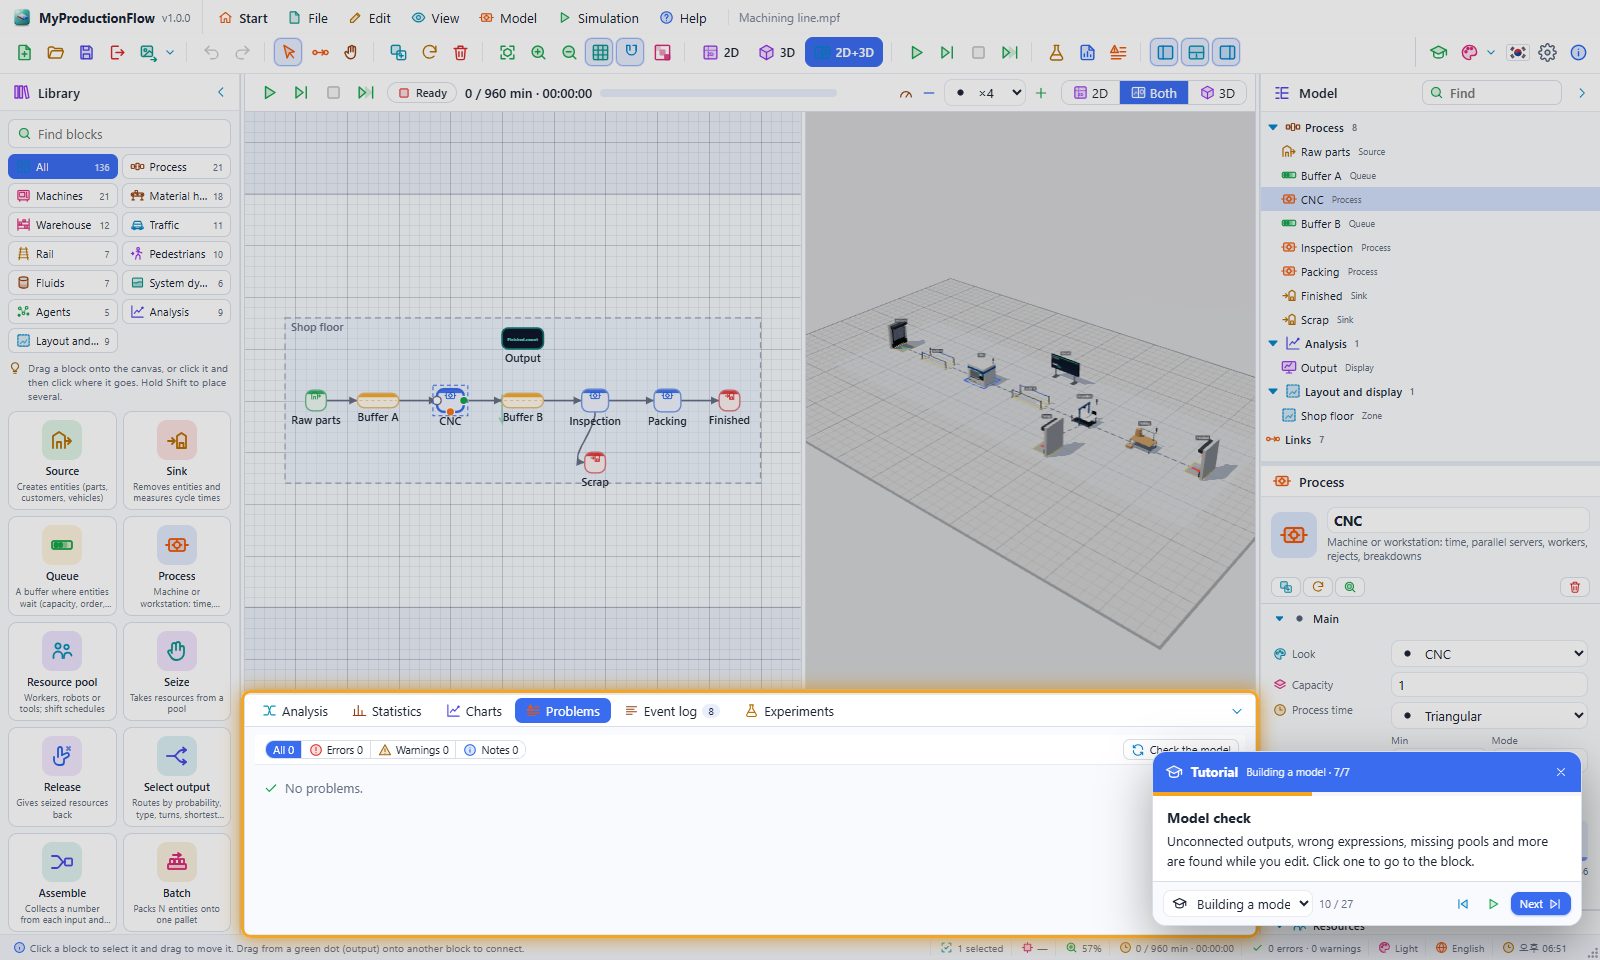 MyProductionFlow v1.0.0
Start
File
Edit
View
Model
Simulation
Help
Machining line.mpf
2D
3D
2D+3D
Library
Find blocks
All 136
Process 21
Machines 21
Material h... 18
Warehouse 12
Traffic 11
Rail 7
Pedestrians 10
Fluids 7
System dy... 6
Agents 5
Analysis 9
Layout and... 9
Drag a block onto the canvas, or click it and
then click where it goes. Hold Shift to place
several.
Source
Creates entities (parts,
customers, vehicles)
Sink
Removes entities and
measures cycle times
Queue
A buffer where entities
wait (capacity, order,...
Process
Machine or
workstation: time,...
Resource pool
Workers, robots or
tools; shift schedules
Seize
Takes resources from a
pool
Release
Gives seized resources
back
Select output
Routes by probability,
type, turns, shortest...
Assemble
Collects a number
from each input and...
Batch
Packs N entities onto
one pallet
Ready
0 / 960 min · 00:00:00
×4
2D
Both
3D
Shop floor
Output
Raw parts
Buffer A
CNC
Buffer B
Inspection
Packing
Finished
Scrap
Analysis
Statistics
Charts
Problems
Event log 8
Experiments
All 0
Errors 0
Warnings 0
Notes 0
Check the model
No problems.
Model
Find
Process 8
Raw parts Source
Buffer A Queue
CNC Process
Buffer B Queue
Inspection Process
Packing Process
Finished Sink
Scrap Sink
Analysis 1
Output Display
Layout and display 1
Shop floor Zone
Links 7
Process
CNC
Machine or workstation: time, parallel servers, workers,
rejects, breakdowns
Main
Look
CNC
Capacity
1
Process time
Triangular
Min
Mode
Resources
Tutorial Building a model · 7/7
Model check
Unconnected outputs, wrong expressions, missing pools and more
are found while you edit. Click one to go to the block.
Building a mode
10 / 27
Next
Click a block to select it and drag to move it. Drag from a green dot (output) onto another block to connect.
1 selected
—
57%
0 / 960 min · 00:00:00
0 errors · 0 warnings
Light
English
오후 06:51